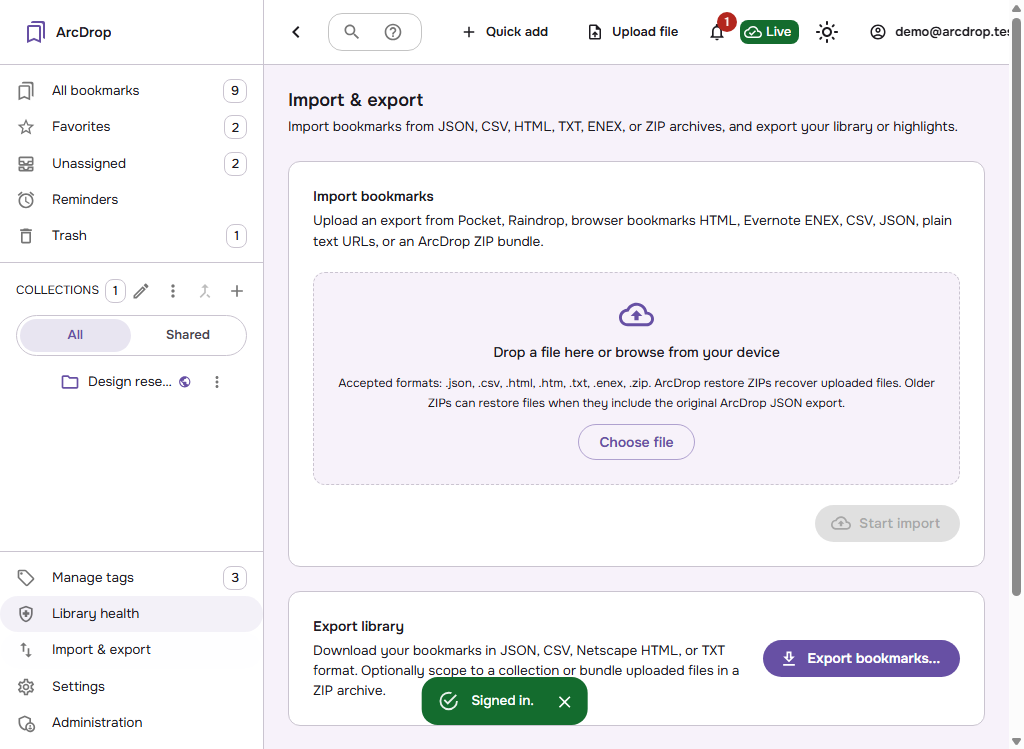 ArcDrop
Quick add
Upload file
1
Live
demo@arcdrop.tes
All bookmarks 9
Favorites 2
Unassigned 2
Reminders
Trash 1
COLLECTIONS 1
All Shared
Design rese...
Manage tags 3
Library health
Import & export
Settings
Administration
Import & export
Import bookmarks from JSON, CSV, HTML, TXT, ENEX, or ZIP archives, and export your library or highlights.
Import bookmarks
Upload an export from Pocket, Raindrop, browser bookmarks HTML, Evernote ENEX, CSV, JSON, plain
text URLs, or an ArcDrop ZIP bundle.
Drop a file here or browse from your device
Accepted formats: .json, .csv, .html, .htm, .txt, .enex, .zip. ArcDrop restore ZIPs recover uploaded files. Older
ZIPs can restore files when they include the original ArcDrop JSON export.
Choose file
Start import
Export library
Download your bookmarks in JSON, CSV, Netscape HTML, or TXT
format. Optionally scope to a collection or bundle uploaded files in a
ZIP archive.
Export bookmarks...
Signed in.